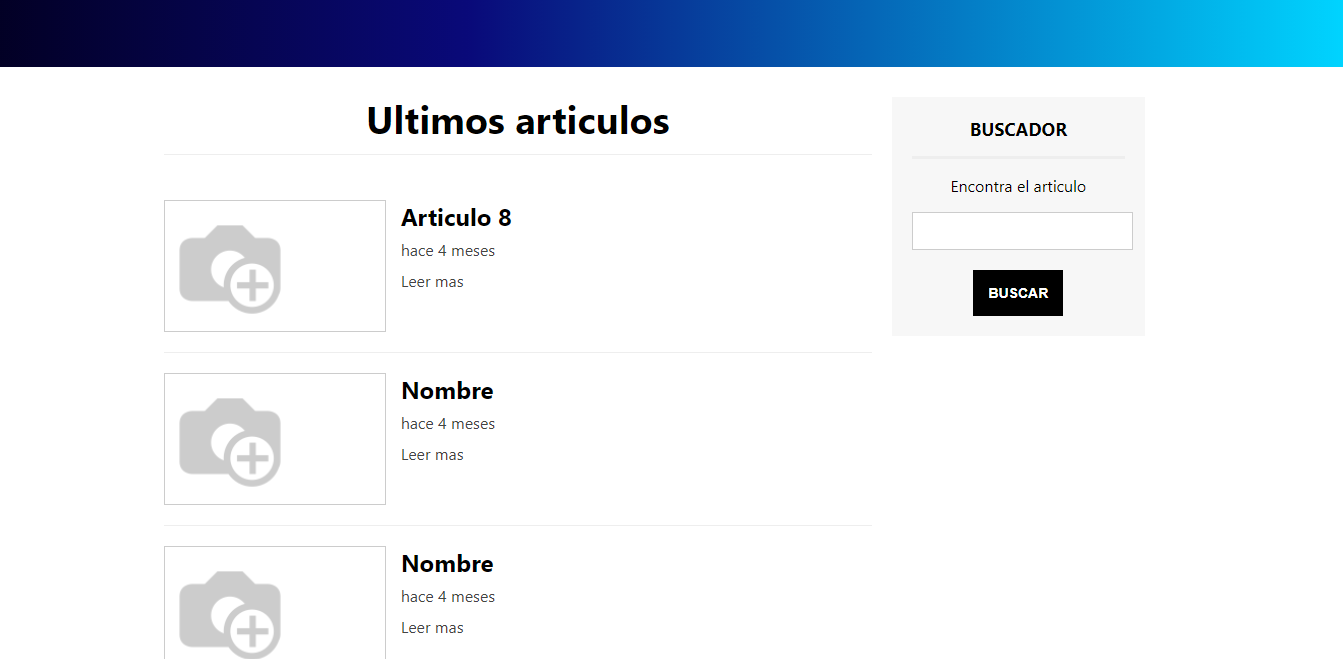 Ultimos articulos
Articulo 8
hace 4 meses
Leer mas
Nombre
hace 4 meses
Leer mas
Nombre
hace 4 meses
Leer mas
BUSCADOR
Encontra el articulo
BUSCAR